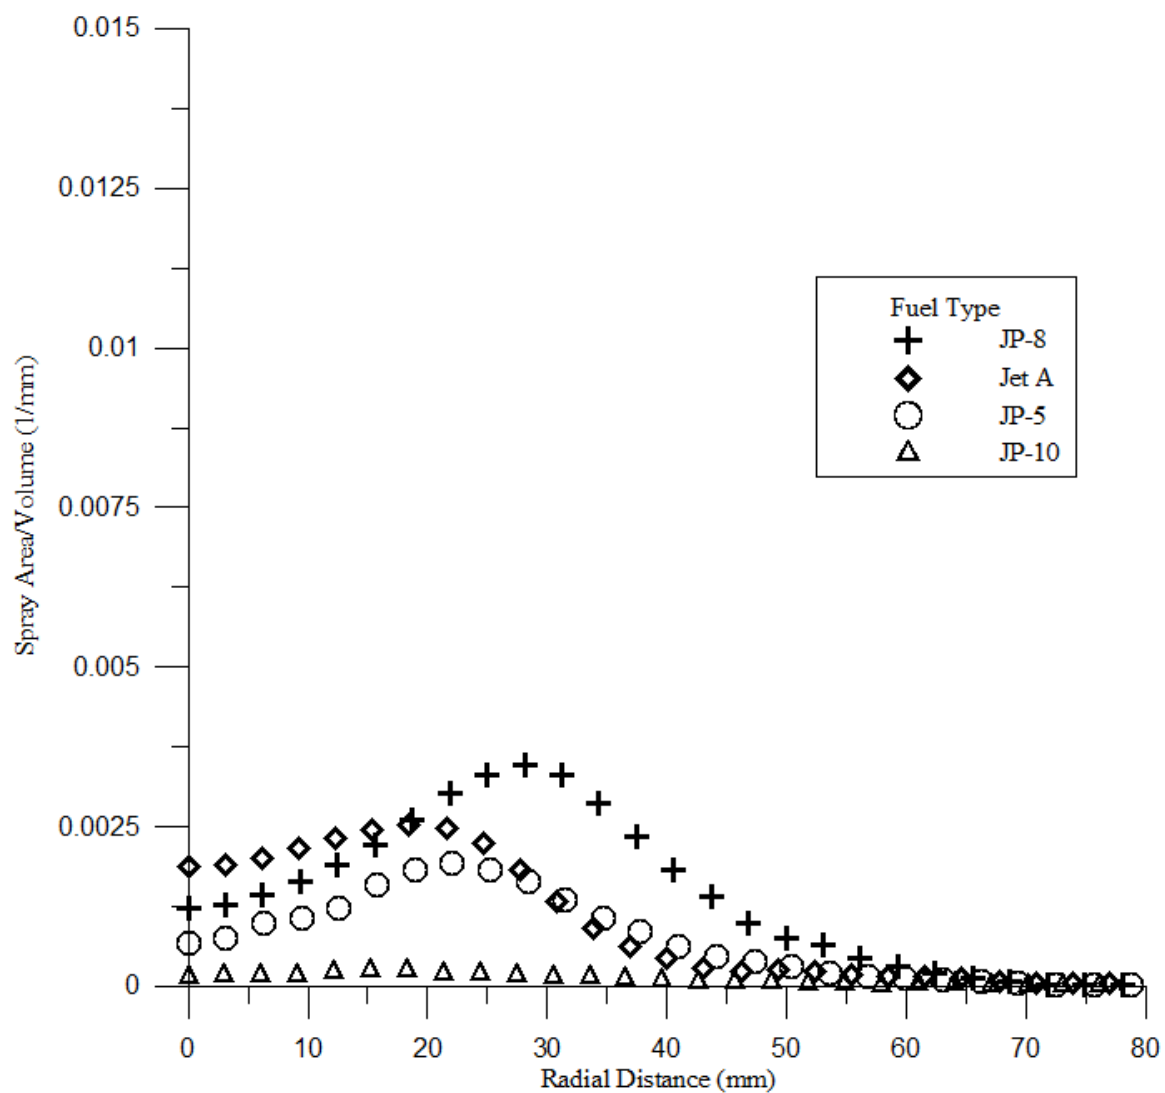 0.015
0.0125
0.01
0.0075
0.005
0.0025
0
Spray Area/Volume (1/mm)
Fuel Type
JP-8
Jet A
JP-5
JP-10
0 10 20 30 40 50 60 70 80
Radial Distance (mm)